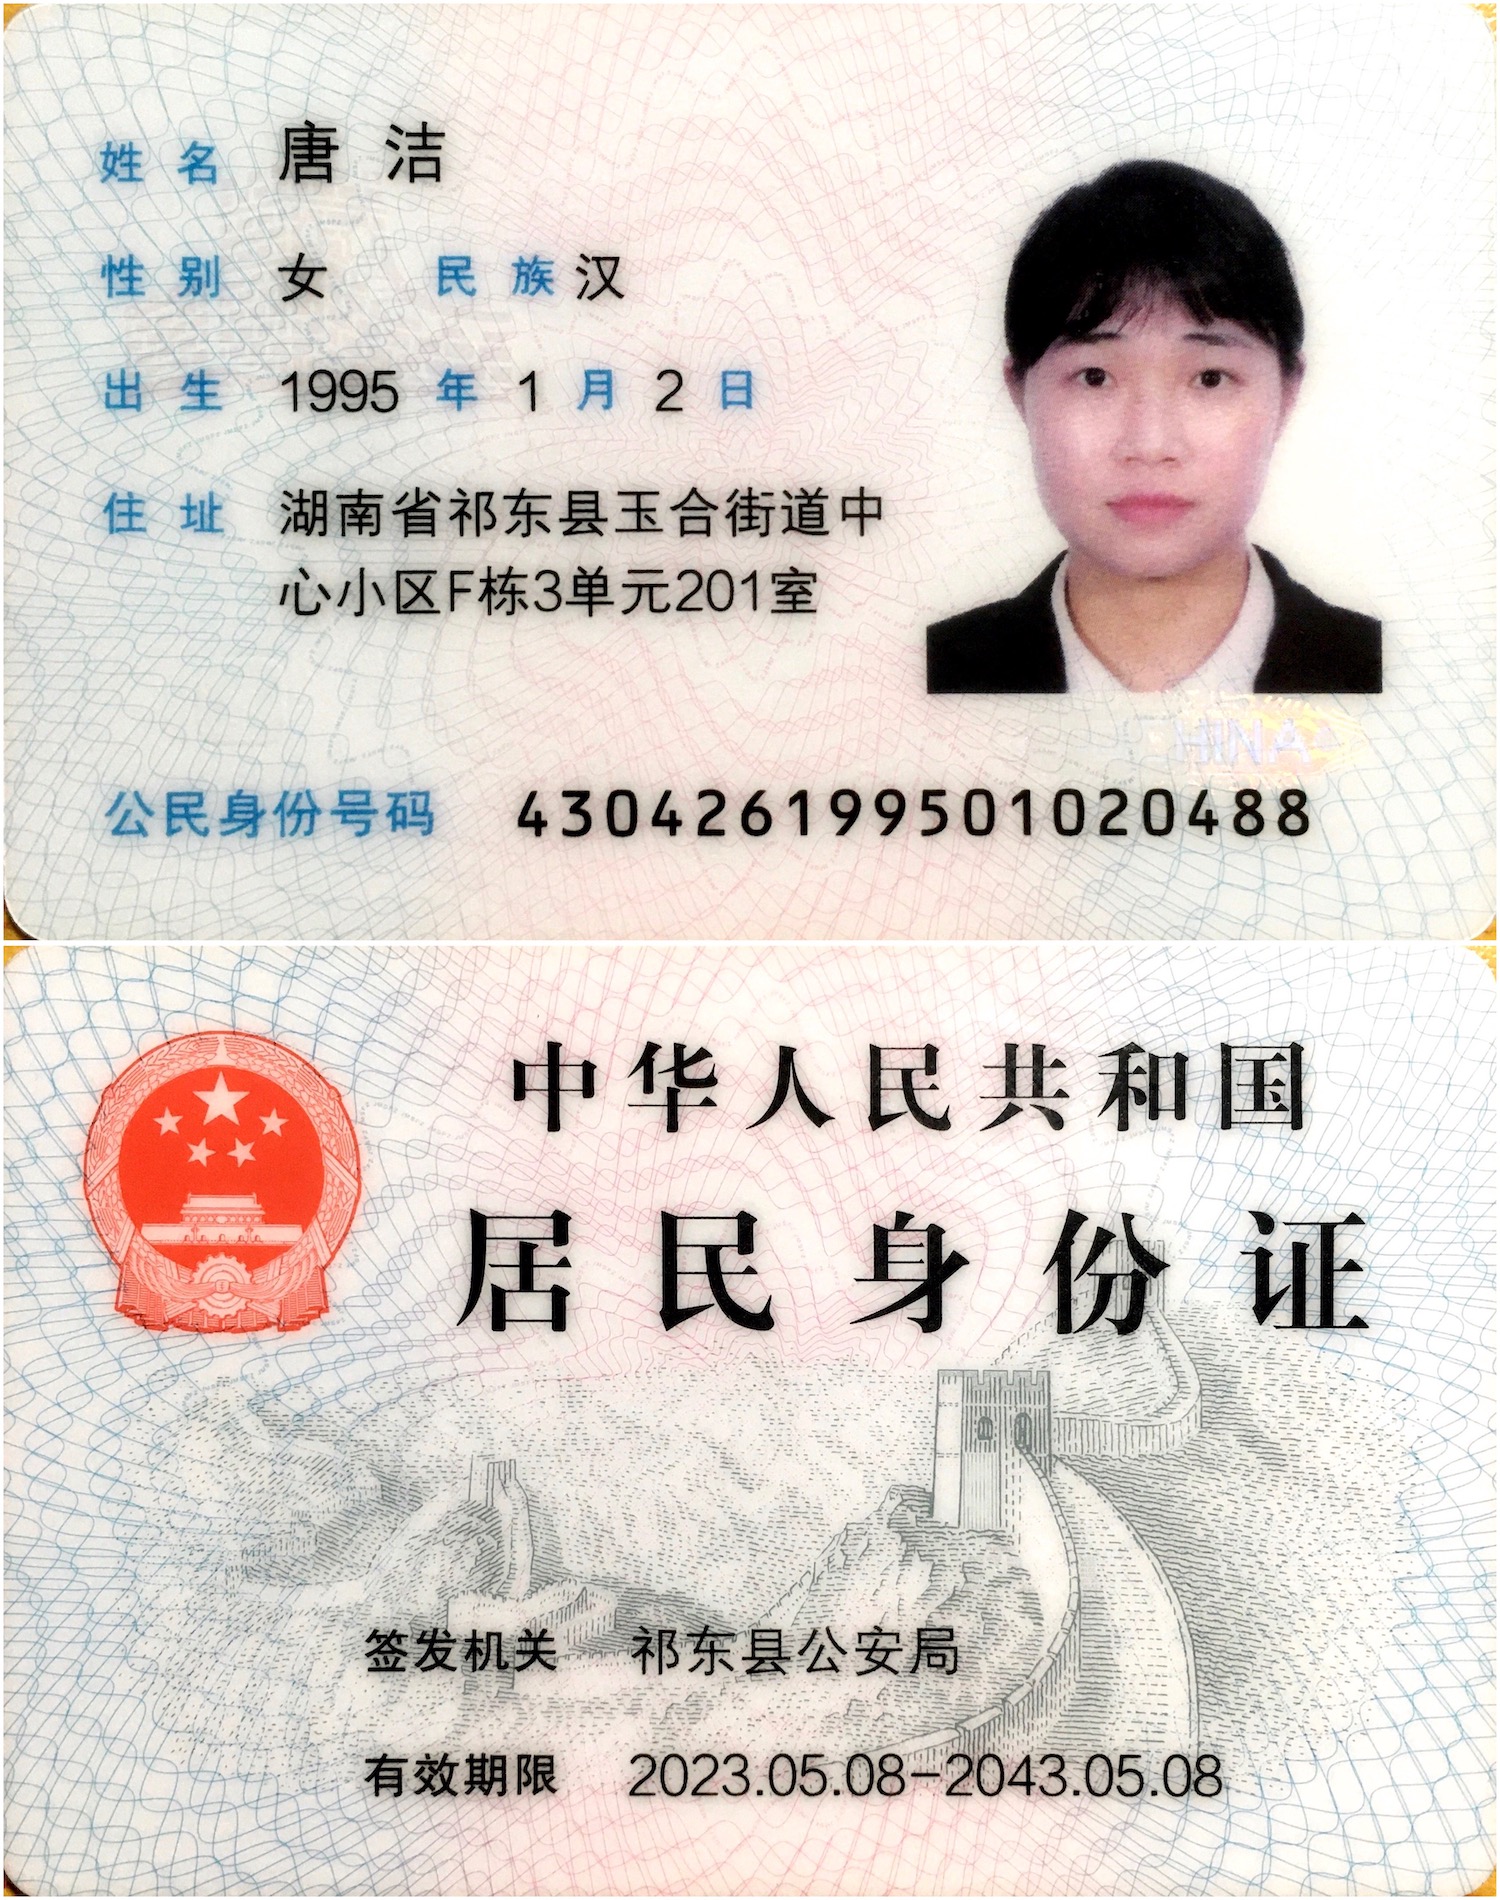 姓名 唐洁
性别 女 民族 汉
出生 1995 年 1 月 2 日
住址 湖南省祁东县玉合街道中
心小区F栋3单元201室
CHINA
公民身份号码 430426199501020488
中华人民共和国
居民身份证
签发机关 祁东县公安局
有效期限 2023.05.08-2043.05.08